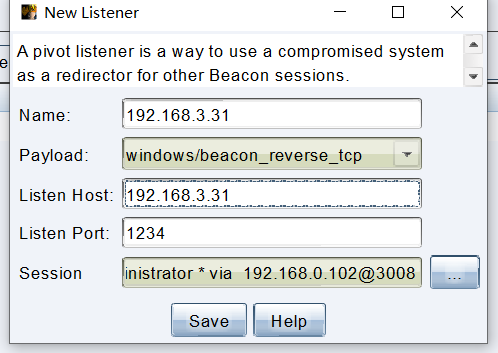 New Listener
A pivot listener is a way to use a compromised system
as a redirector for other Beacon sessions.
Name: 192.168.3.31
Payload: windows/beacon_reverse_tcp
Listen Host: 192.168.3.31
Listen Port: 1234
Session nistrator * via 192.168.0.102@3008 ...
Save Help